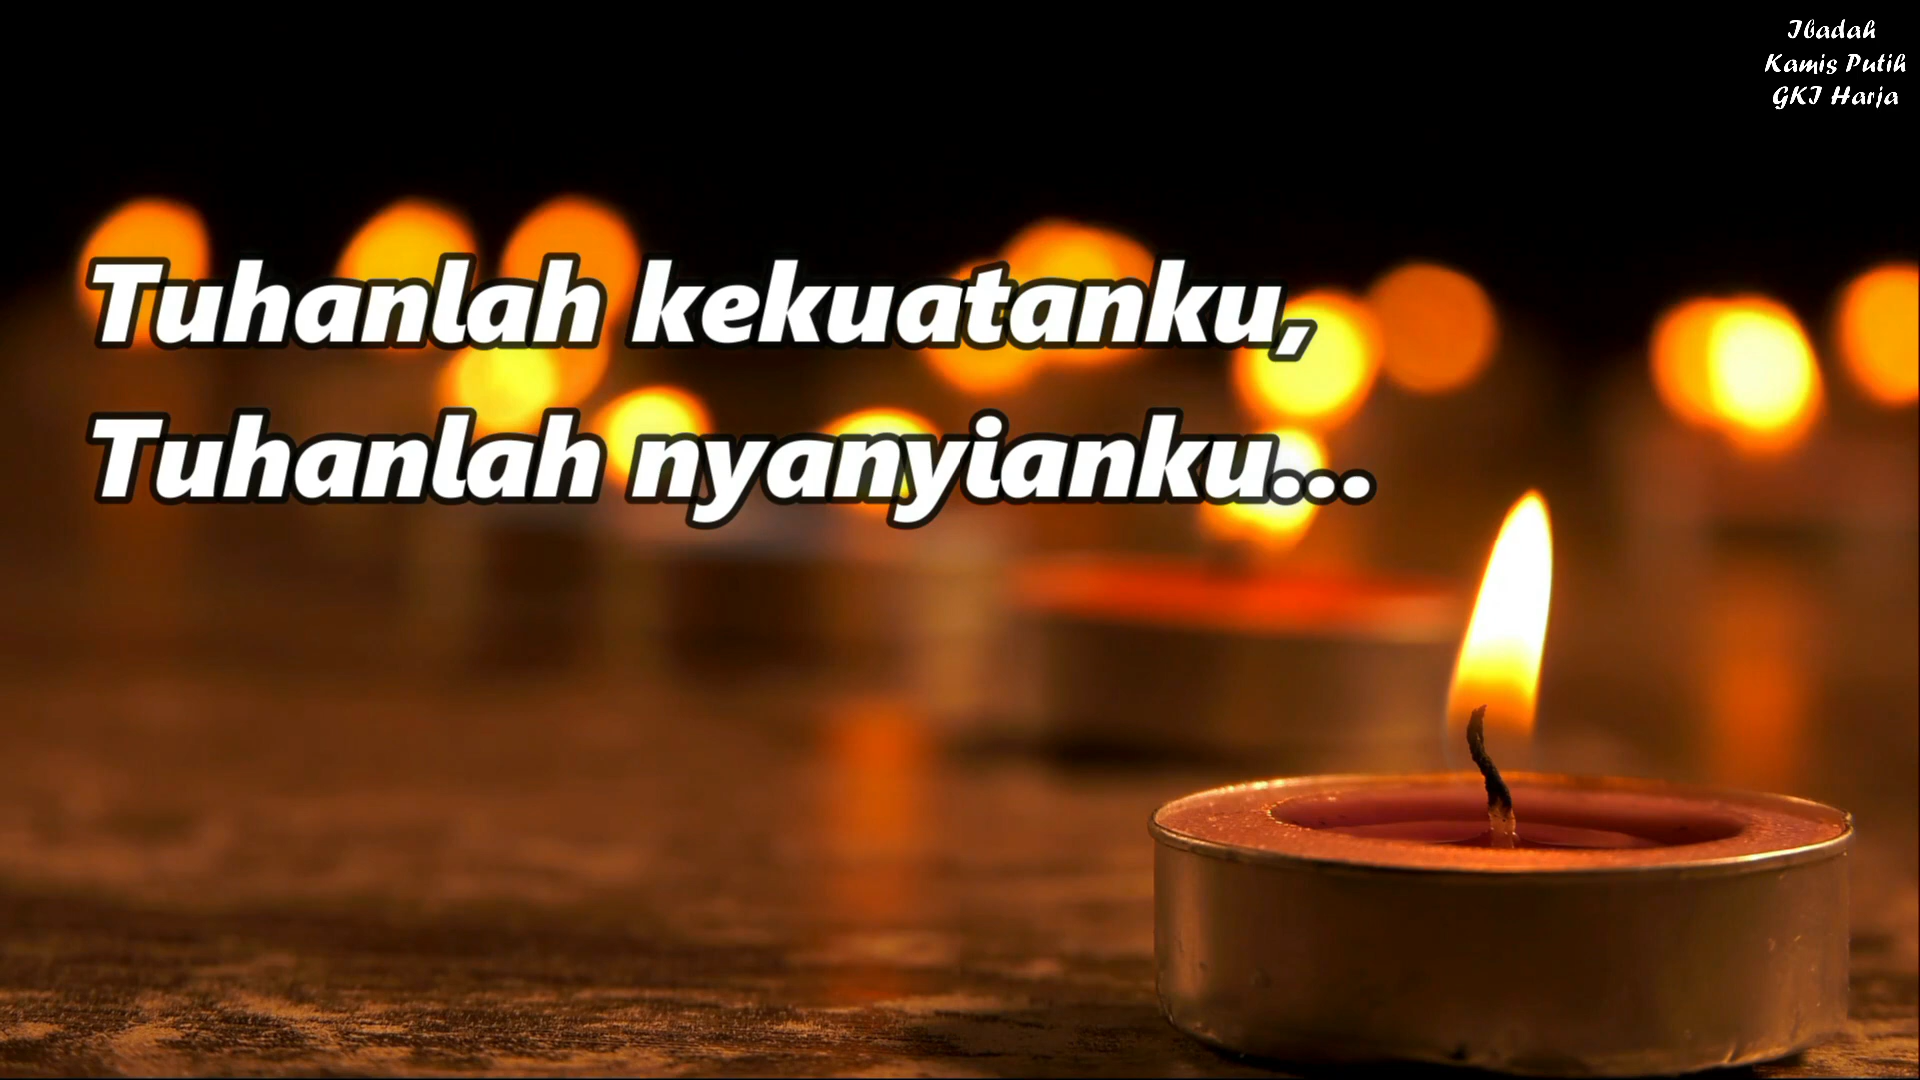 Ibadah
Kamis Putih
GKI Harja
Tuhanlah kekuatanku,
Tuhanlah nyanyianku...